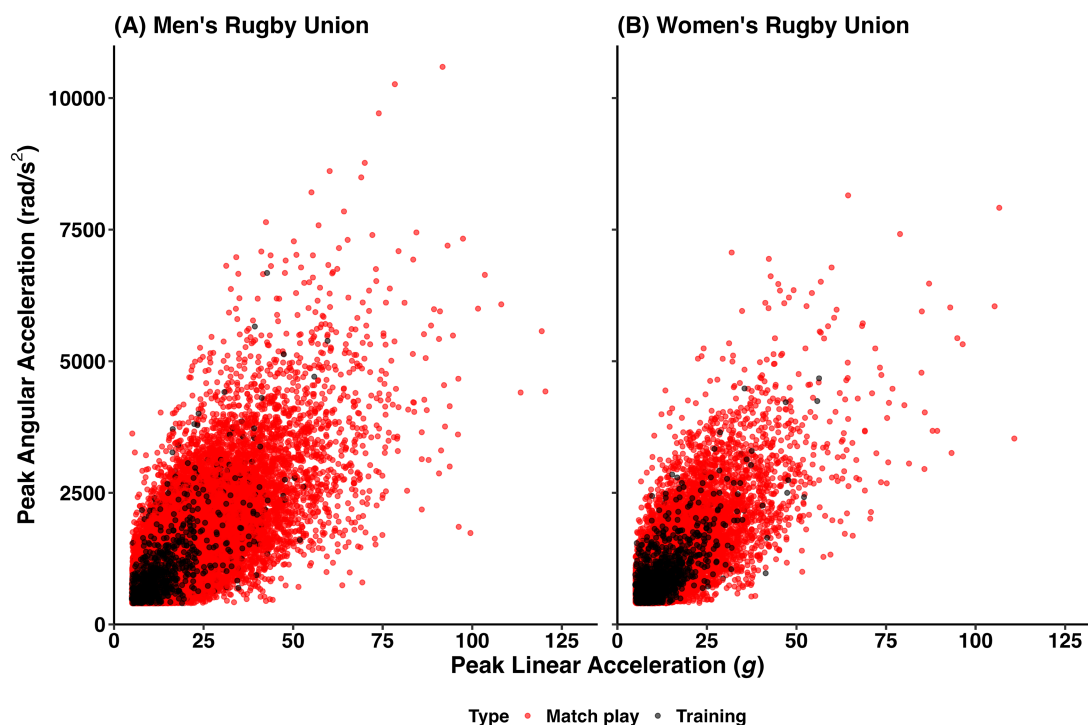 (A) Men's Rugby Union
(B) Women's Rugby Union
Peak Angular Acceleration (rad/s²)
10000
7500
5000
2500
0
0 25 50 75 100 125
0 25 50 75 100 125
Peak Linear Acceleration (g)
Type Match play Training